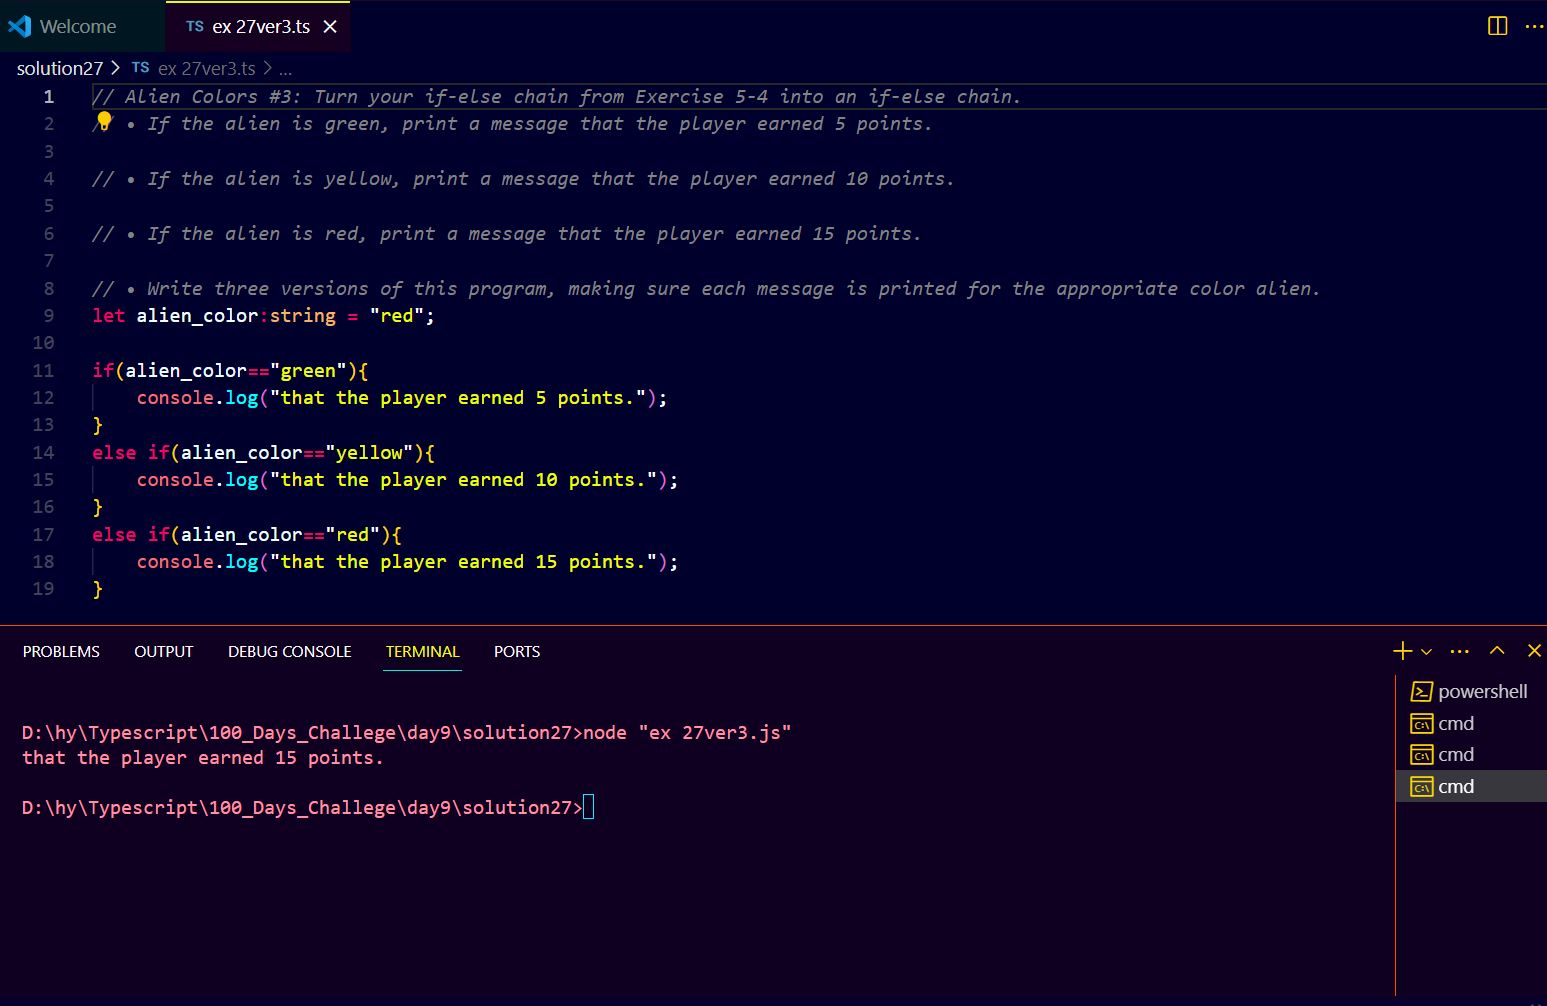 Welcome
TS ex 27ver3.ts
solution27 > TS ex 27ver3.ts > ...
1 // Alien Colors #3: Turn your if-else chain from Exercise 5-4 into an if-else chain.
2 // • If the alien is green, print a message that the player earned 5 points.
3
4 // • If the alien is yellow, print a message that the player earned 10 points.
5
6 // • If the alien is red, print a message that the player earned 15 points.
7
8 // • Write three versions of this program, making sure each message is printed for the appropriate color alien.
9 let alien_color:string = "red";
10
11 if(alien_color=="green"){
12     console.log("that the player earned 5 points.");
13 }
14 else if(alien_color=="yellow"){
15     console.log("that the player earned 10 points.");
16 }
17 else if(alien_color=="red"){
18     console.log("that the player earned 15 points.");
19 }
PROBLEMS OUTPUT DEBUG CONSOLE TERMINAL PORTS
powershell
cmd
cmd
cmd
D:\hy\Typescript\100_Days_Challege\day9\solution27>node "ex 27ver3.js"
that the player earned 15 points.
D:\hy\Typescript\100_Days_Challege\day9\solution27>